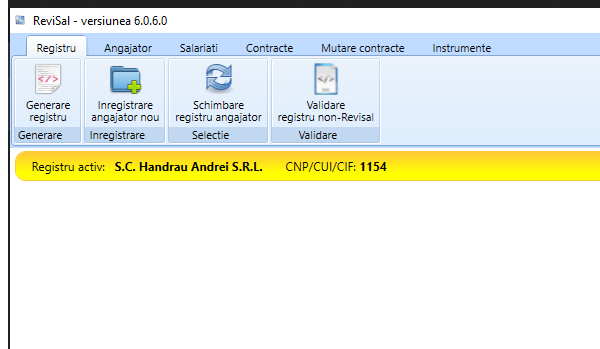 ReviSal - versiunea 6.0.6.0
Registru Angajator Salariati Contracte Mutare contracte Instrumente
Generare registru
Inregistrare angajator nou
Schimbare registru angajator
Validare registru non-Revisal
Generare Inregistrare Selectie Validare
Registru activ: S.C. Handrau Andrei S.R.L. CNP/CUI/CIF: 1154